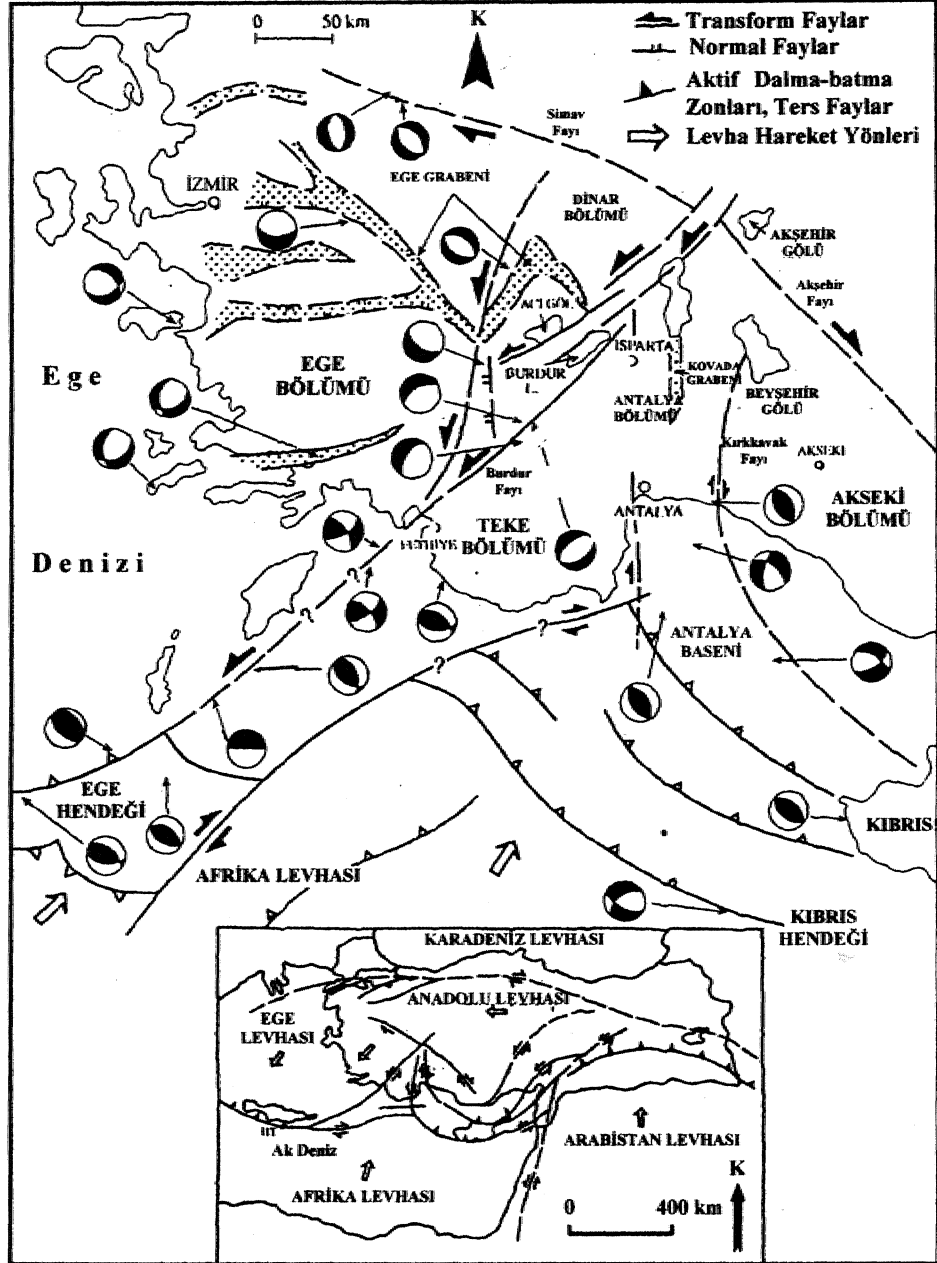 0 50 km
K
Transform Faylar
Normal Faylar
Aktif Dalma-batma
Zonları, Ters Faylar
Levha Hareket Yönleri
Simav
Fayı
EGE GRABENİ
İZMİR
DİNAR
BÖLÜMÜ
AKŞEHİR
GÖLÜ
Akşehir
Fayı
ACI GÖL
ISPARTA
BURDUR
KOVADA
GRABENİ
BEYŞEHİR
GÖLÜ
Ege
EGE
BÖLÜMÜ
ANTALYA
BÖLÜMÜ
Kırkkavak
Fayı
AKSEKİ
Burdur
Fayı
ANTALYA
AKSEKİ
BÖLÜMÜ
TEKE
BÖLÜMÜ
FETHİYE
Denizi
?
?
?
?
ANTALYA
BASENİ
EGE
HENDEĞİ
KIBRIS
AFRİKA LEVHASI
KIBRIS
HENDEĞİ
KARADENİZ LEVHASI
ANADOLU LEVHASI
EGE
LEVHASI
Ak Deniz
ARABİSTAN LEVHASI
AFRİKA LEVHASI
K
0 400 km